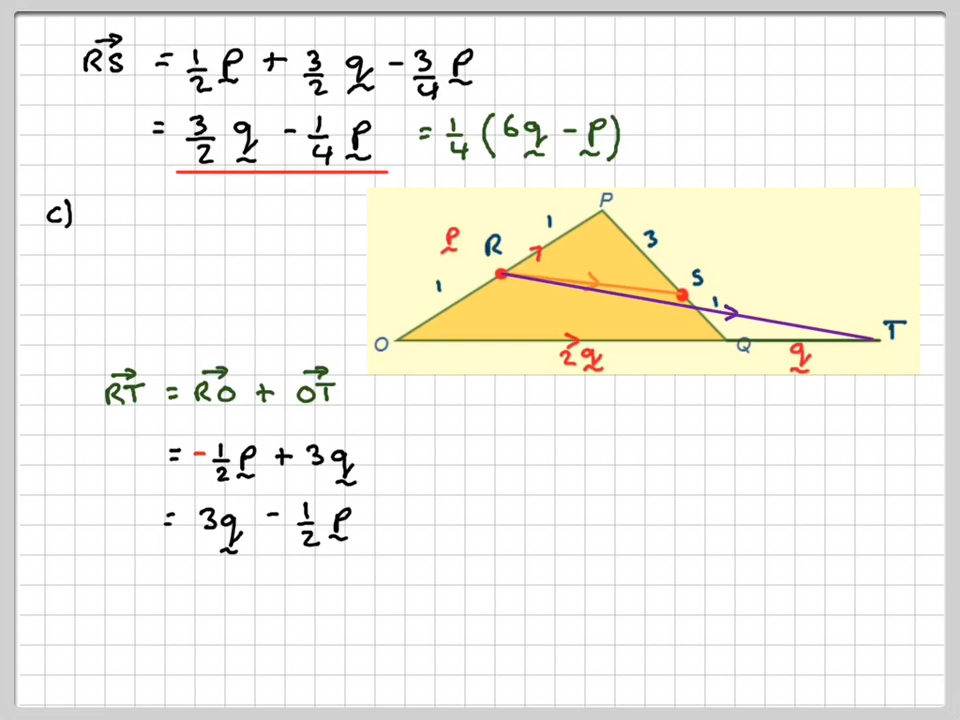 RS = 1/2 p + 3/2 q - 3/4 p
= 3/2 q - 1/4 p = 1/4 (6q - p)
c)
P
1
3
p
R
S
1
1
T
O
Q
2q
q
RT = RO + OT
= -1/2 p + 3q
= 3q - 1/2 p